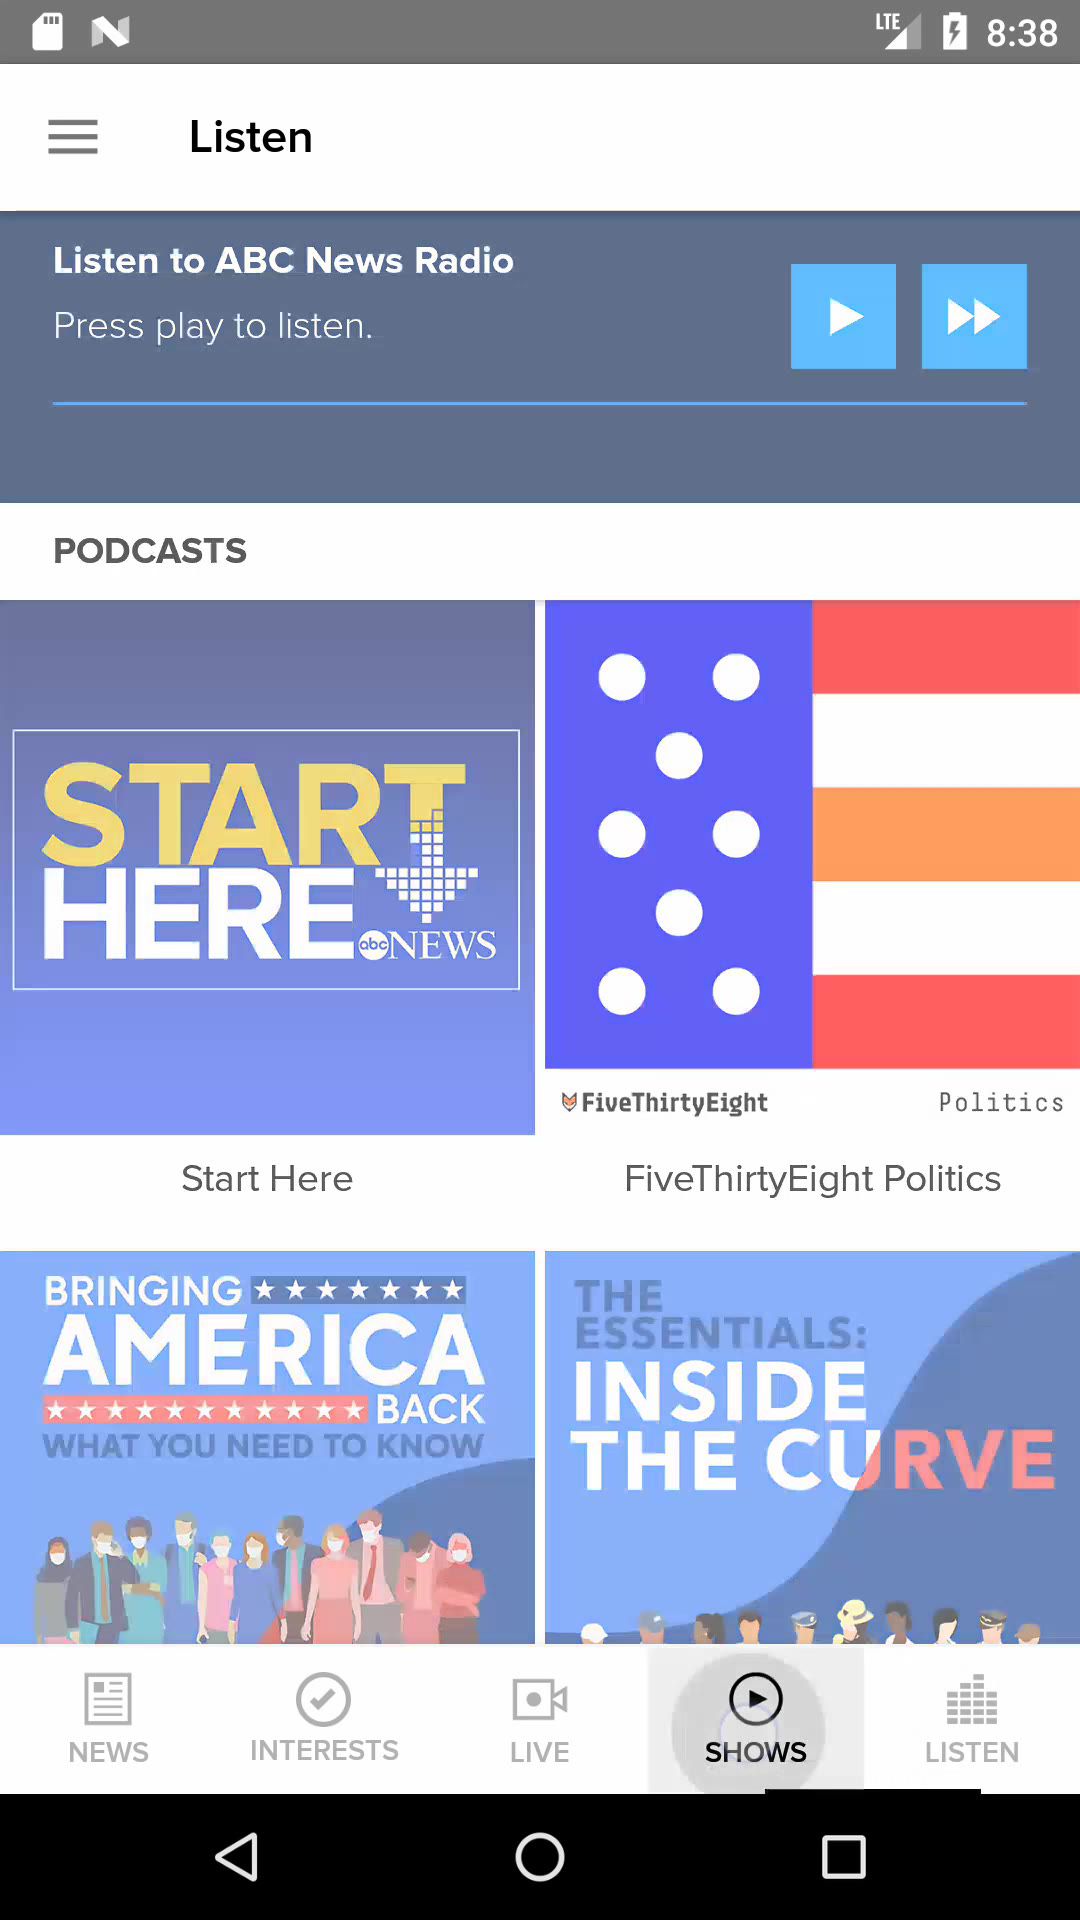 LTE
8:38
Listen
Listen to ABC News Radio
Press play to listen.
PODCASTS
START
HERE
abc NEWS
FiveThirtyEight
Politics
Start Here
FiveThirtyEight Politics
BRINGING
AMERICA
BACK
WHAT YOU NEED TO KNOW
THE
ESSENTIALS:
INSIDE
THE CURVE
NEWS
INTERESTS
LIVE
SHOWS
LISTEN